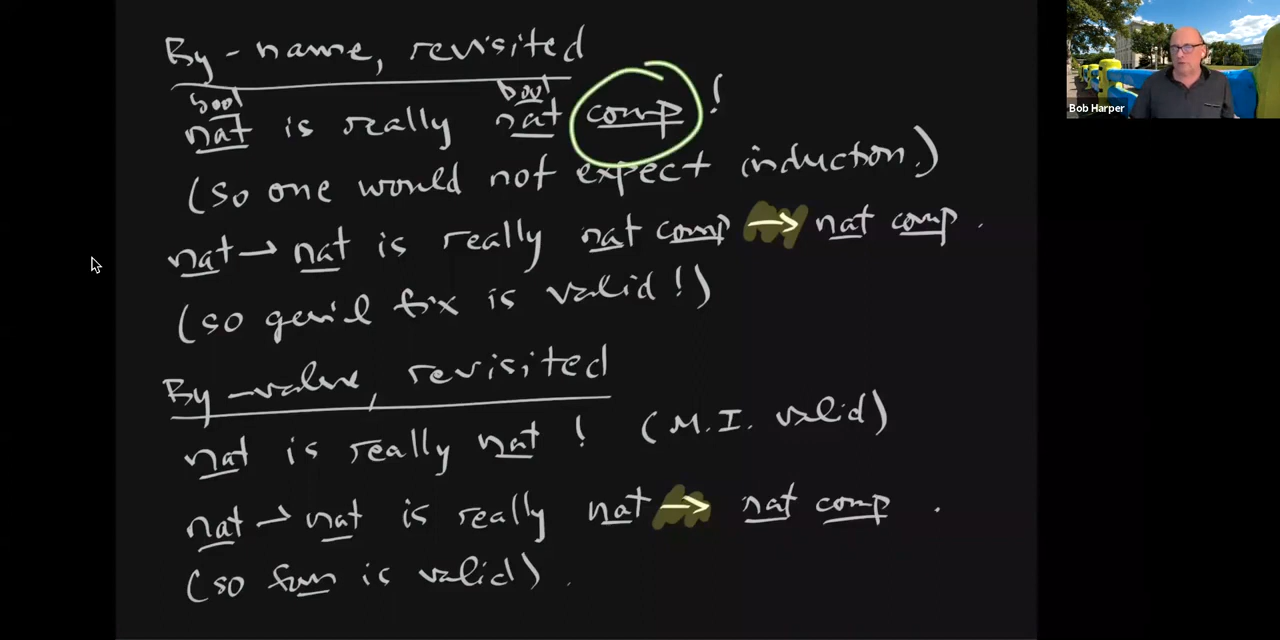 By-name, revisited
bool bool
nat is really nat comp !
(so one would not expect induction.)
nat → nat is really nat comp → nat comp.
(so gen'l fix is valid!)
By-value, revisited
nat is really nat ! (M.I. valid)
nat → nat is really nat → nat comp.
(so fun is valid).
Bob Harper